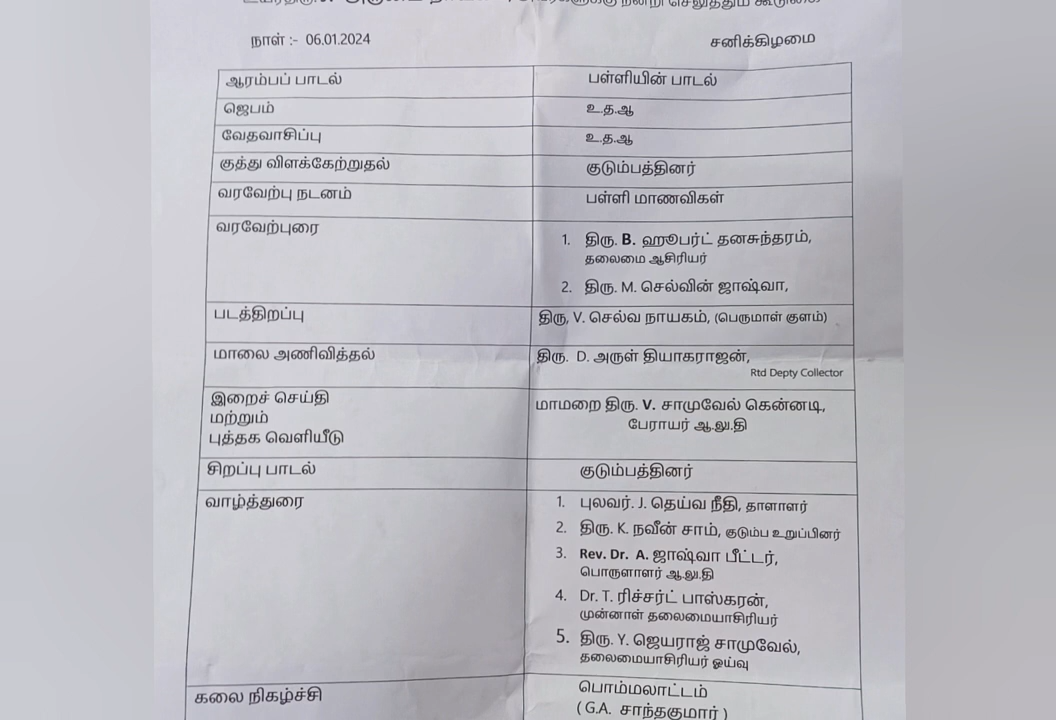 நன்றி செலுத்தும் கூடுகை
நாள் :- 06.01.2024 சனிக்கிழமை
ஆரம்பப் பாடல் பள்ளியின் பாடல்
ஜெபம் உ.த.ஆ
வேதவாசிப்பு உ.த.ஆ
குத்து விளக்கேற்றுதல் குடும்பத்தினர்
வரவேற்பு நடனம் பள்ளி மாணவிகள்
வரவேற்புரை
1. திரு. B. ஹூபர்ட் தனசுந்தரம்,
தலைமை ஆசிரியர்
2. திரு. M. செல்வின் ஜாஷ்வா,
படத்திறப்பு திரு, V. செல்வ நாயகம், (பெருமாள் குளம்)
மாலை அணிவித்தல் திரு. D. அருள் தியாகராஜன்,
Rtd Depty Collector
இறைச் செய்தி
மற்றும்
புத்தக வெளியீடு
மாமறை திரு. V. சாமுவேல் கென்னடி,
பேராயர் ஆ.லு.தி
சிறப்பு பாடல் குடும்பத்தினர்
வாழ்த்துரை
1. புலவர். J. தெய்வ நீதி, தாளாளர்
2. திரு. K. நவீன் சாம், குடும்ப உறுப்பினர்
3. Rev. Dr. A. ஜாஷ்வா பீட்டர்,
பொருளாளர் ஆ.லு.தி
4. Dr. T. ரிச்சர்ட் பாஸ்கரன்,
முன்னாள் தலைமையாசிரியர்
5. திரு. Y. ஜெயராஜ் சாமுவேல்,
தலைமையாசிரியர் ஓய்வு
கலை நிகழ்ச்சி பொம்மலாட்டம்
( G.A. சாந்தகுமார் )